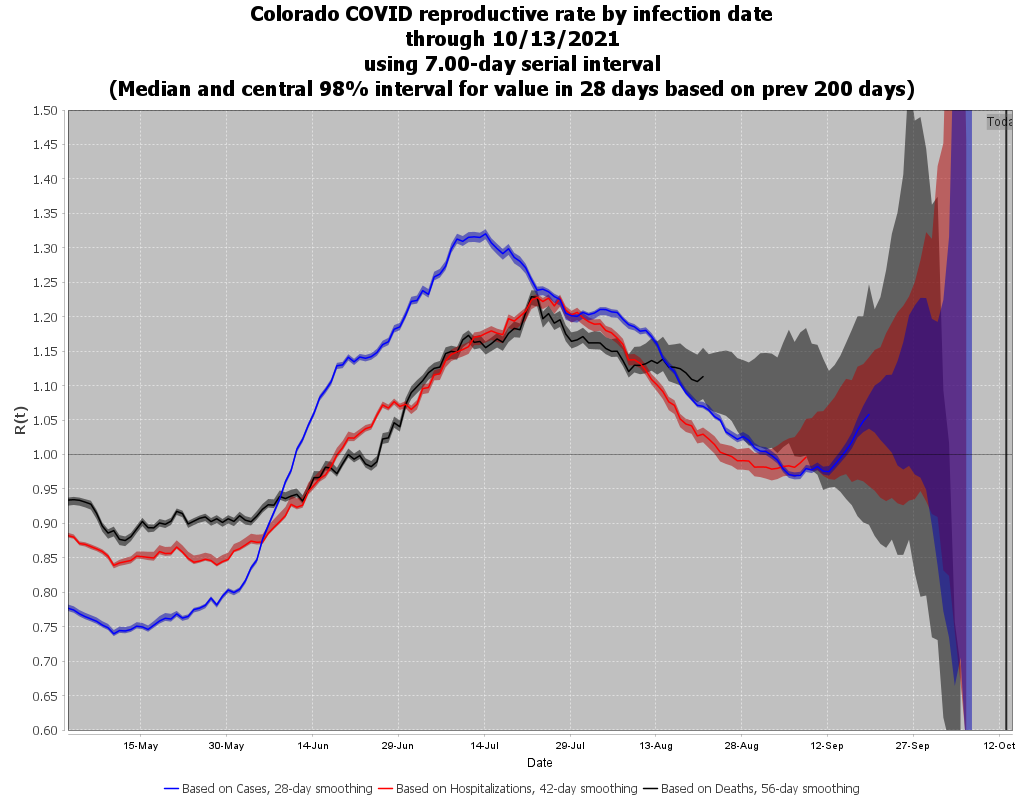 Colorado COVID reproductive rate by infection date
through 10/13/2021
using 7.00-day serial interval
(Median and central 98% interval for value in 28 days based on prev 200 days)
Toda
1.50
1.45
1.40
1.35
1.30
1.25
1.20
1.15
1.10
1.05
1.00
0.95
0.90
0.85
0.80
0.75
0.70
0.65
0.60
R(t)
15-May 30-May 14-Jun 29-Jun 14-Jul 29-Jul 13-Aug 28-Aug 12-Sep 27-Sep 12-Oct
Date
Based on Cases, 28-day smoothing Based on Hospitalizations, 42-day smoothing Based on Deaths, 56-day smoothing